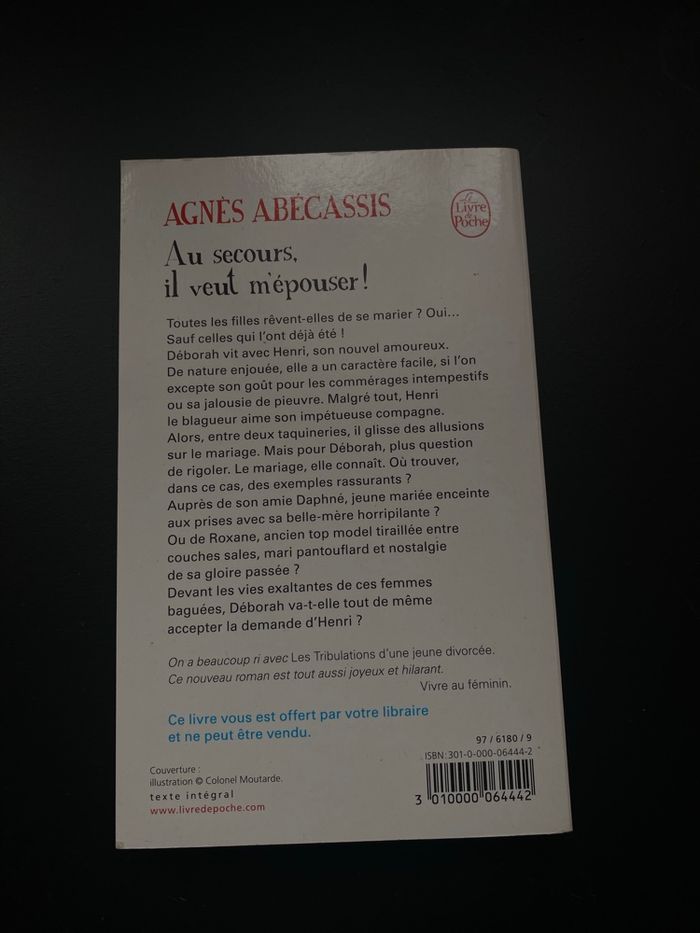 AGNÈS ABÉCASSIS
Le
Livre
de
Poche
Au secours,
il veut m'épouser !
Toutes les filles rêvent-elles de se marier ? Oui…
Sauf celles qui l'ont déjà été !
Déborah vit avec Henri, son nouvel amoureux.
De nature enjouée, elle a un caractère facile, si l'on
excepte son goût pour les commérages intempestifs
ou sa jalousie de pieuvre. Malgré tout, Henri
le blagueur aime son impétueuse compagne.
Alors, entre deux taquineries, il glisse des allusions
sur le mariage. Mais pour Déborah, plus question
de rigoler. Le mariage, elle connaît. Où trouver,
dans ce cas, des exemples rassurants ?
Auprès de son amie Daphné, jeune mariée enceinte
aux prises avec sa belle-mère horripilante ?
Ou de Roxane, ancien top model tiraillée entre
couches sales, mari pantouflard et nostalgie
de sa gloire passée ?
Devant les vies exaltantes de ces femmes
baguées, Déborah va-t-elle tout de même
accepter la demande d'Henri ?
On a beaucoup ri avec Les Tribulations d'une jeune divorcée.
Ce nouveau roman est tout aussi joyeux et hilarant.
Vivre au féminin.
Ce livre vous est offert par votre libraire
et ne peut être vendu.
97 / 6180 / 9
ISBN: 301-0-000-06444-2
Couverture :
illustration © Colonel Moutarde.
texte intégral
www.livredepoche.com
3 010000 064442